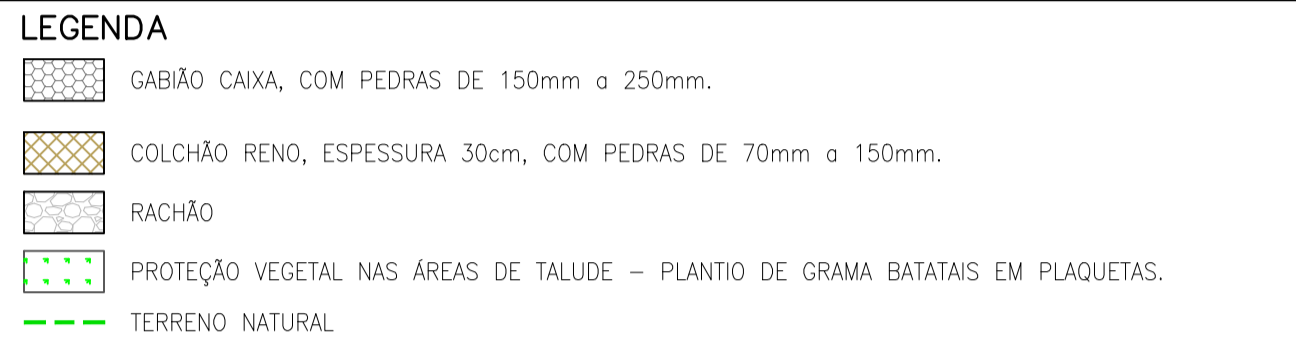 LEGENDA
GABIÃO CAIXA, COM PEDRAS DE 150mm a 250mm.
COLCHÃO RENO, ESPESSURA 30cm, COM PEDRAS DE 70mm a 150mm.
RACHÃO
PROTEÇÃO VEGETAL NAS ÁREAS DE TALUDE – PLANTIO DE GRAMA BATATAIS EM PLAQUETAS.
TERRENO NATURAL